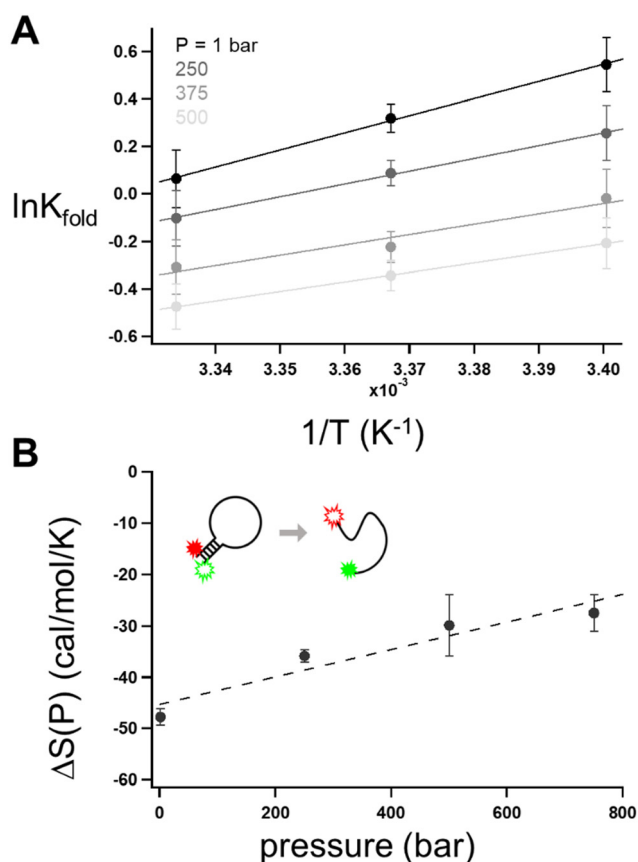 A
P = 1 bar
250
375
500
0.6
0.4
0.2
0.0
-0.2
-0.4
-0.6
lnKfold
3.34 3.35 3.36 3.37 3.38 3.39 3.40
x10-3
1/T (K-1)
B
0
-10
-20
-30
-40
-50
-60
ΔS(P) (cal/mol/K)
0 200 400 600 800
pressure (bar)